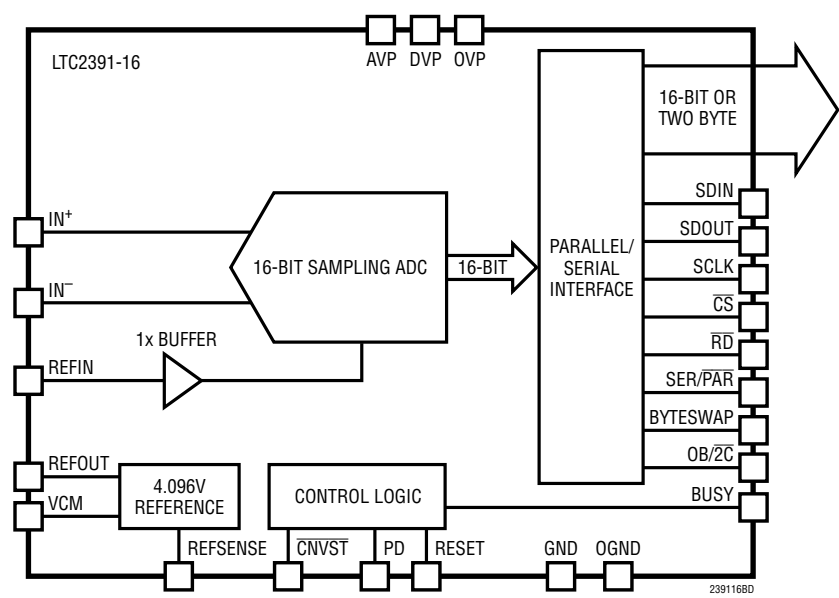 LTC2391-16
AVP DVP OVP
16-BIT OR
TWO BYTE
SDIN
IN+
SDOUT
PARALLEL/
SERIAL
INTERFACE
16-BIT SAMPLING ADC
16-BIT
SCLK
IN–
CS
1x BUFFER
RD
REFIN
SER/PAR
BYTESWAP
REFOUT
OB/2C
4.096V
REFERENCE
CONTROL LOGIC
VCM
BUSY
REFSENSE
CNVST
PD
RESET
GND
OGND
239116BD